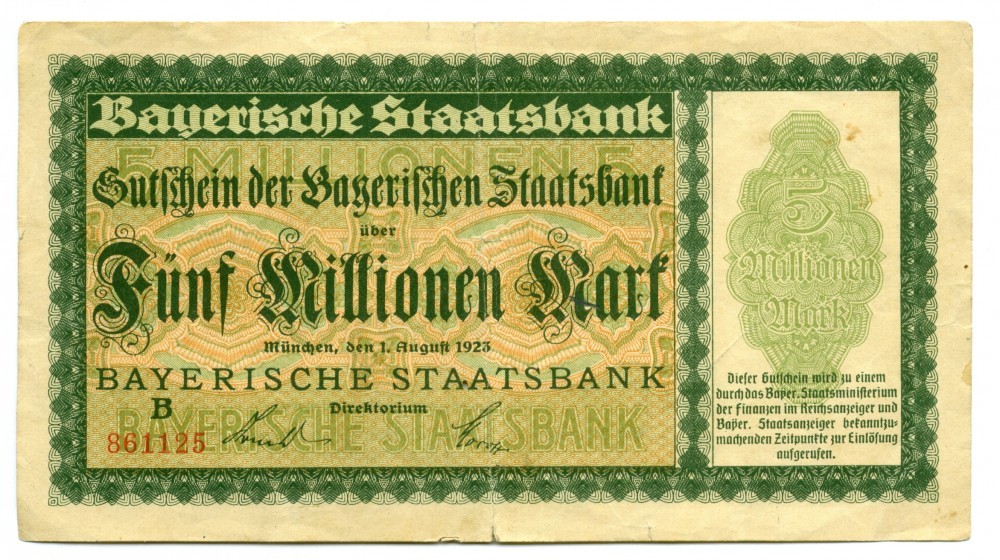 Bayerische Staatsbank
5 MILLIONEN 5
Gutschein der Bayerischen Staatsbank
über
Fünf Millionen Mark
München, den 1. August 1923
BAYERISCHE STAATSBANK
B
Direktorium
861125
BAYERISCHE STAATSBANK
5
Millionen
Mark
Dieser Gutschein wird zu einem
durch das Bayer. Staatsministerium
der Finanzen im Reichsanzeiger und
Bayer. Staatsanzeiger bekanntzu-
machenden Zeitpunkte zur Einlösung
aufgerufen.